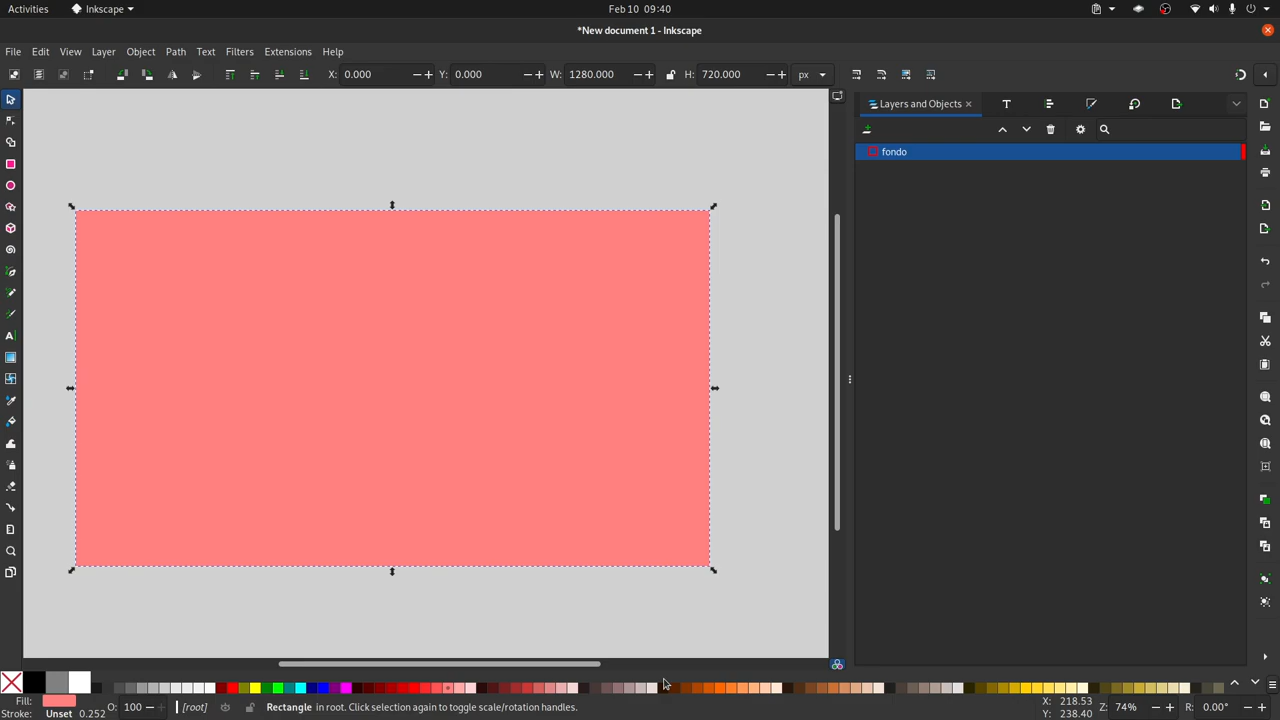 Activities Inkscape Feb 10 09:40
*New document 1 - Inkscape
File Edit View Layer Object Path Text Filters Extensions Help
X: 0.000 Y: 0.000 W: 1280.000 H: 720.000 px
Layers and Objects
fondo
Fill:
Stroke: Unset 0.252 O: 100 [root] Rectangle in root. Click selection again to toggle scale/rotation handles.
X: 218.53
Y: 238.40
Z: 74% R: 0.00°